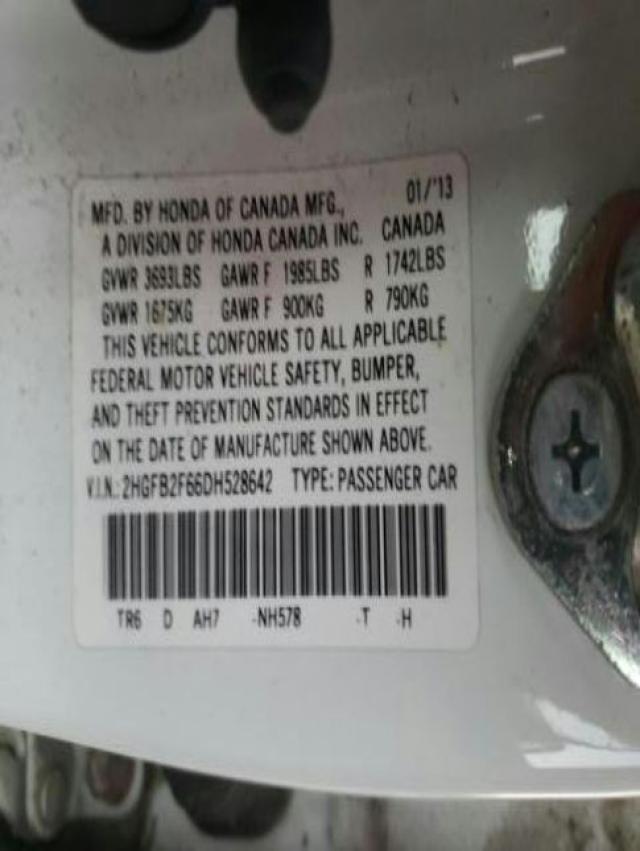 MFD. BY HONDA OF CANADA MFG., 01/'13
A DIVISION OF HONDA CANADA INC. CANADA
GVWR 3693LBS GAWR F 1985LBS R 1742LBS
GVWR 1675KG GAWR F 900KG R 790KG
THIS VEHICLE CONFORMS TO ALL APPLICABLE
FEDERAL MOTOR VEHICLE SAFETY, BUMPER,
AND THEFT PREVENTION STANDARDS IN EFFECT
ON THE DATE OF MANUFACTURE SHOWN ABOVE.
V.I.N.: 2HGFB2F66DH528642 TYPE: PASSENGER CAR
TR6 D AH7 -NH578 -T -H